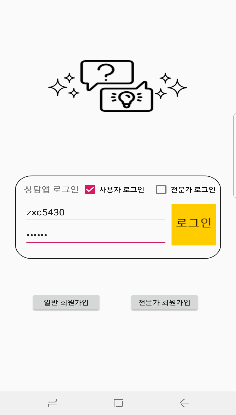 ?
상담앱 로그인 사용자 로그인 전문가 로그인
zxc5430
로그인
••••••
일반 회원가입 전문가 회원가입